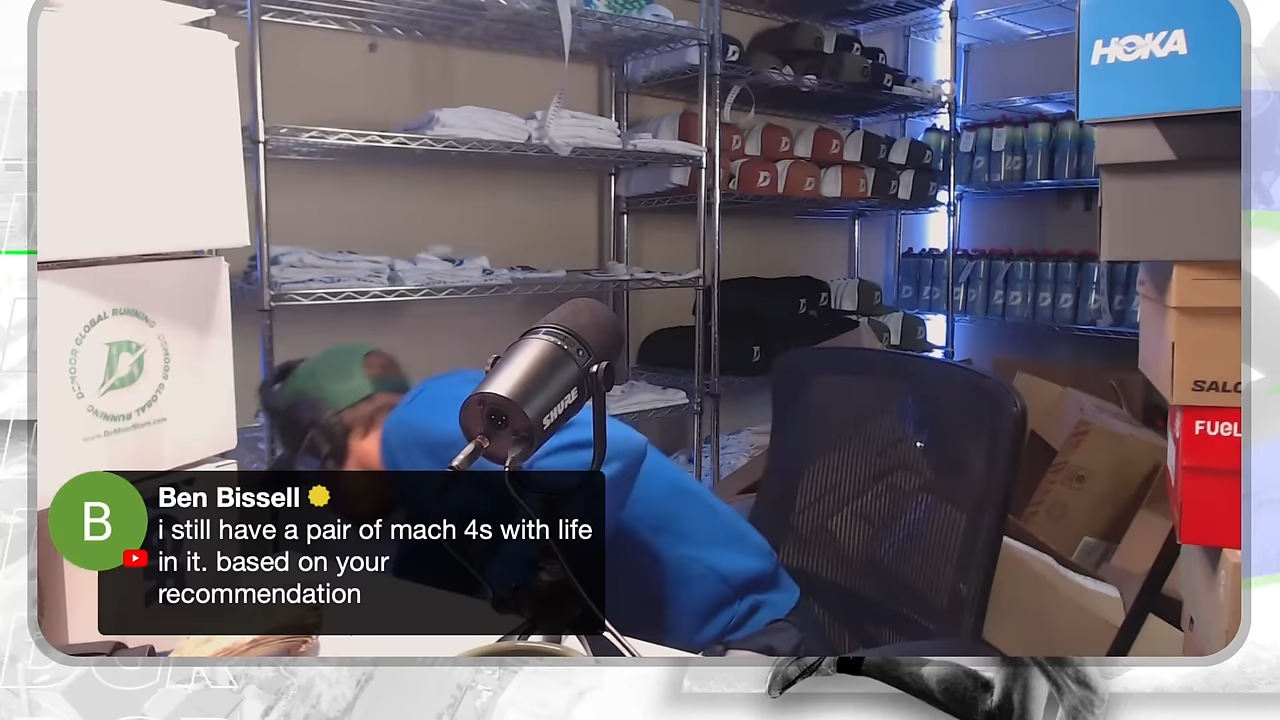 HOKA
DCMOOR GLOBAL RUNNING
DCMOOR GLOBAL RUNNING
D
SHURE
SALO
FUEL
B
Ben Bissell
i still have a pair of mach 4s with life
in it. based on your
recommendation
DGR